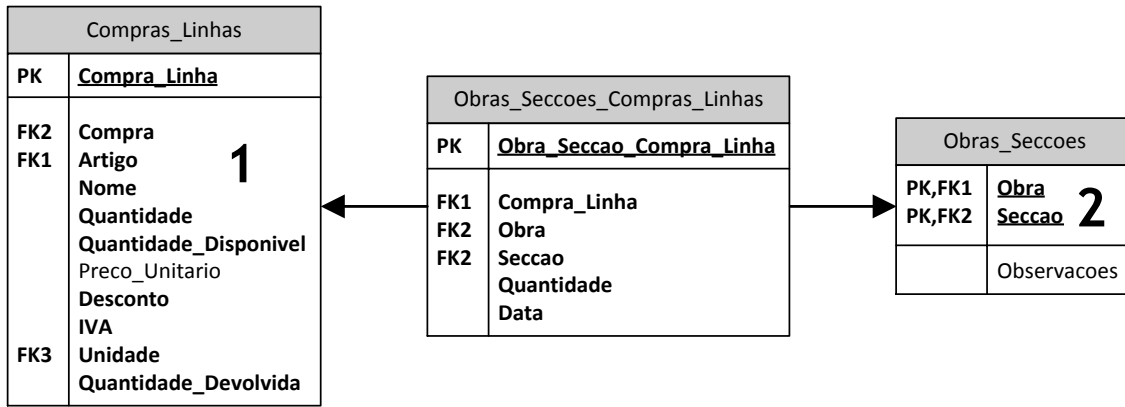 Compras_Linhas
PK Compra_Linha
FK2 Compra
FK1 Artigo
1
Nome
Quantidade
Quantidade_Disponivel
Preco_Unitario
Desconto
IVA
FK3 Unidade
Quantidade_Devolvida
Obras_Seccoes_Compras_Linhas
PK Obra_Seccao_Compra_Linha
FK1 Compra_Linha
FK2 Obra
FK2 Seccao
Quantidade
Data
Obras_Seccoes
PK,FK1 Obra
PK,FK2 Seccao
2
Observacoes